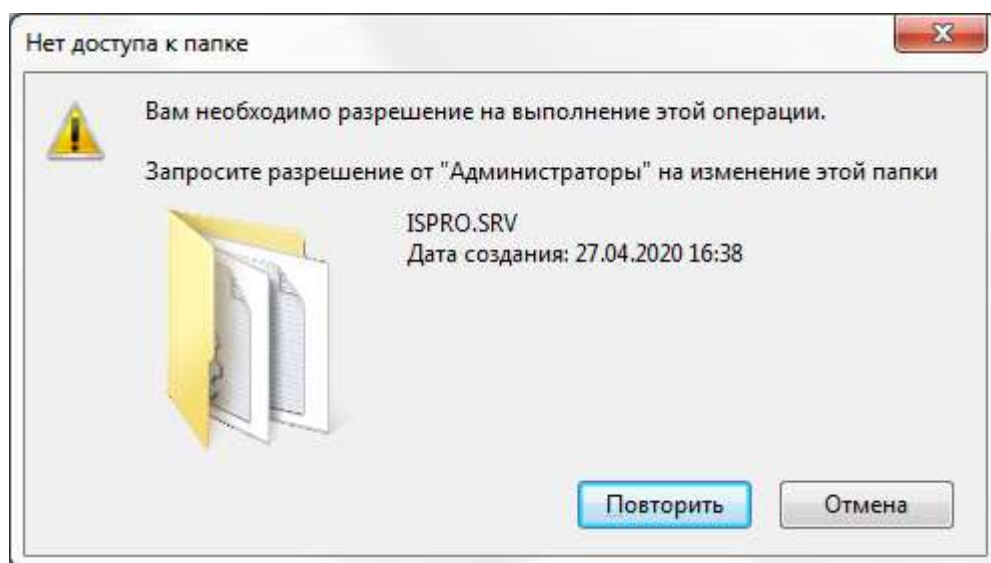 Нет доступа к папке
Вам необходимо разрешение на выполнение этой операции.
Запросите разрешение от "Администраторы" на изменение этой папки
ISPRO.SRV
Дата создания: 27.04.2020 16:38
Повторить
Отмена